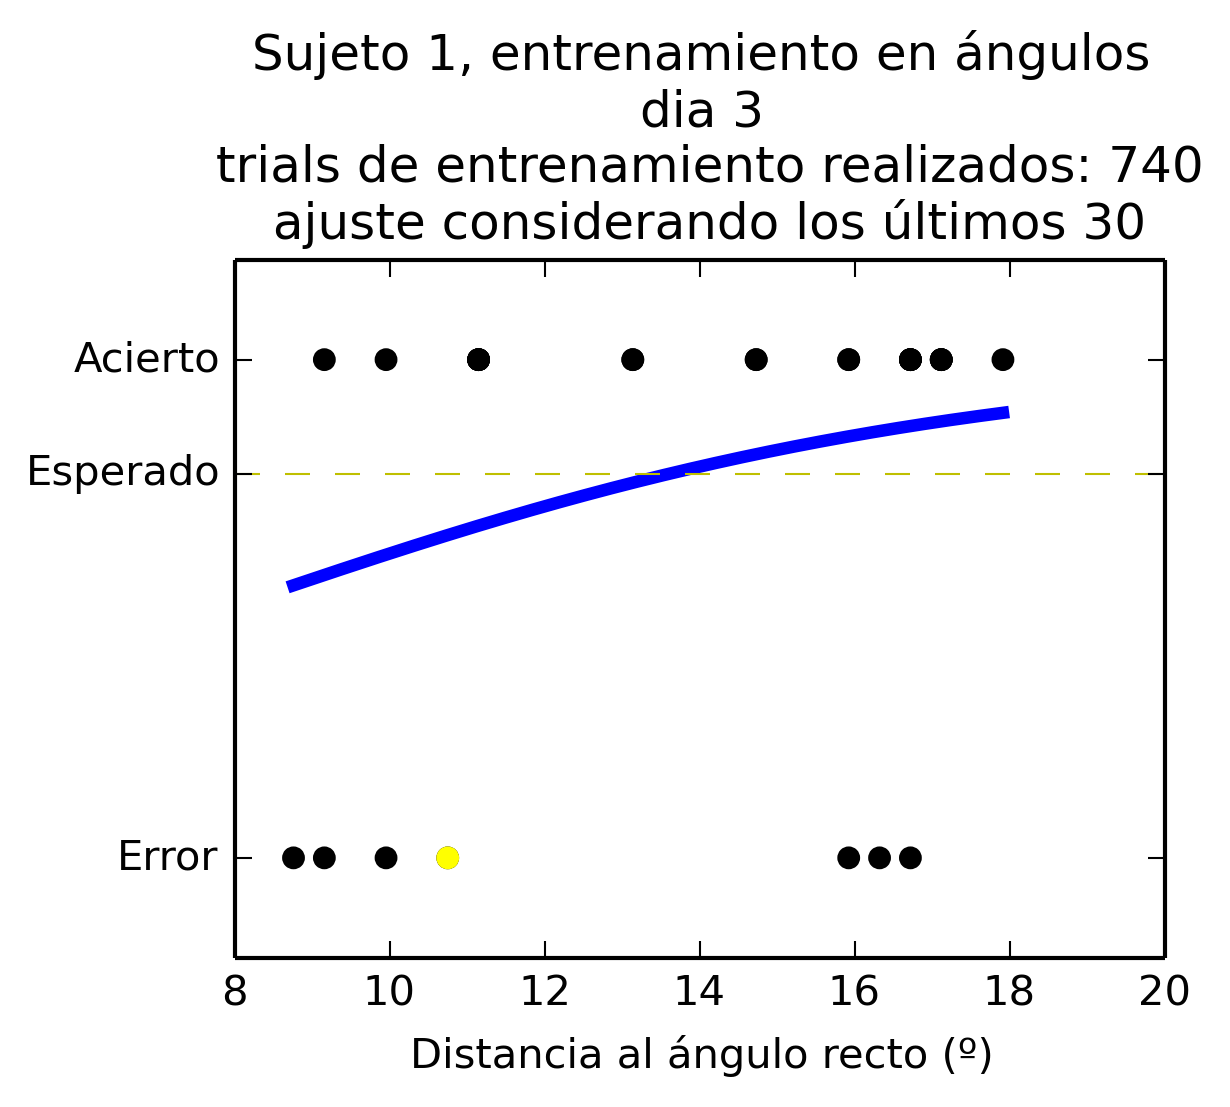 Sujeto 1, entrenamiento en ángulos
dia 3
trials de entrenamiento realizados: 740
ajuste considerando los últimos 30
Acierto
Esperado
Error
8 10 12 14 16 18 20
Distancia al ángulo recto (º)